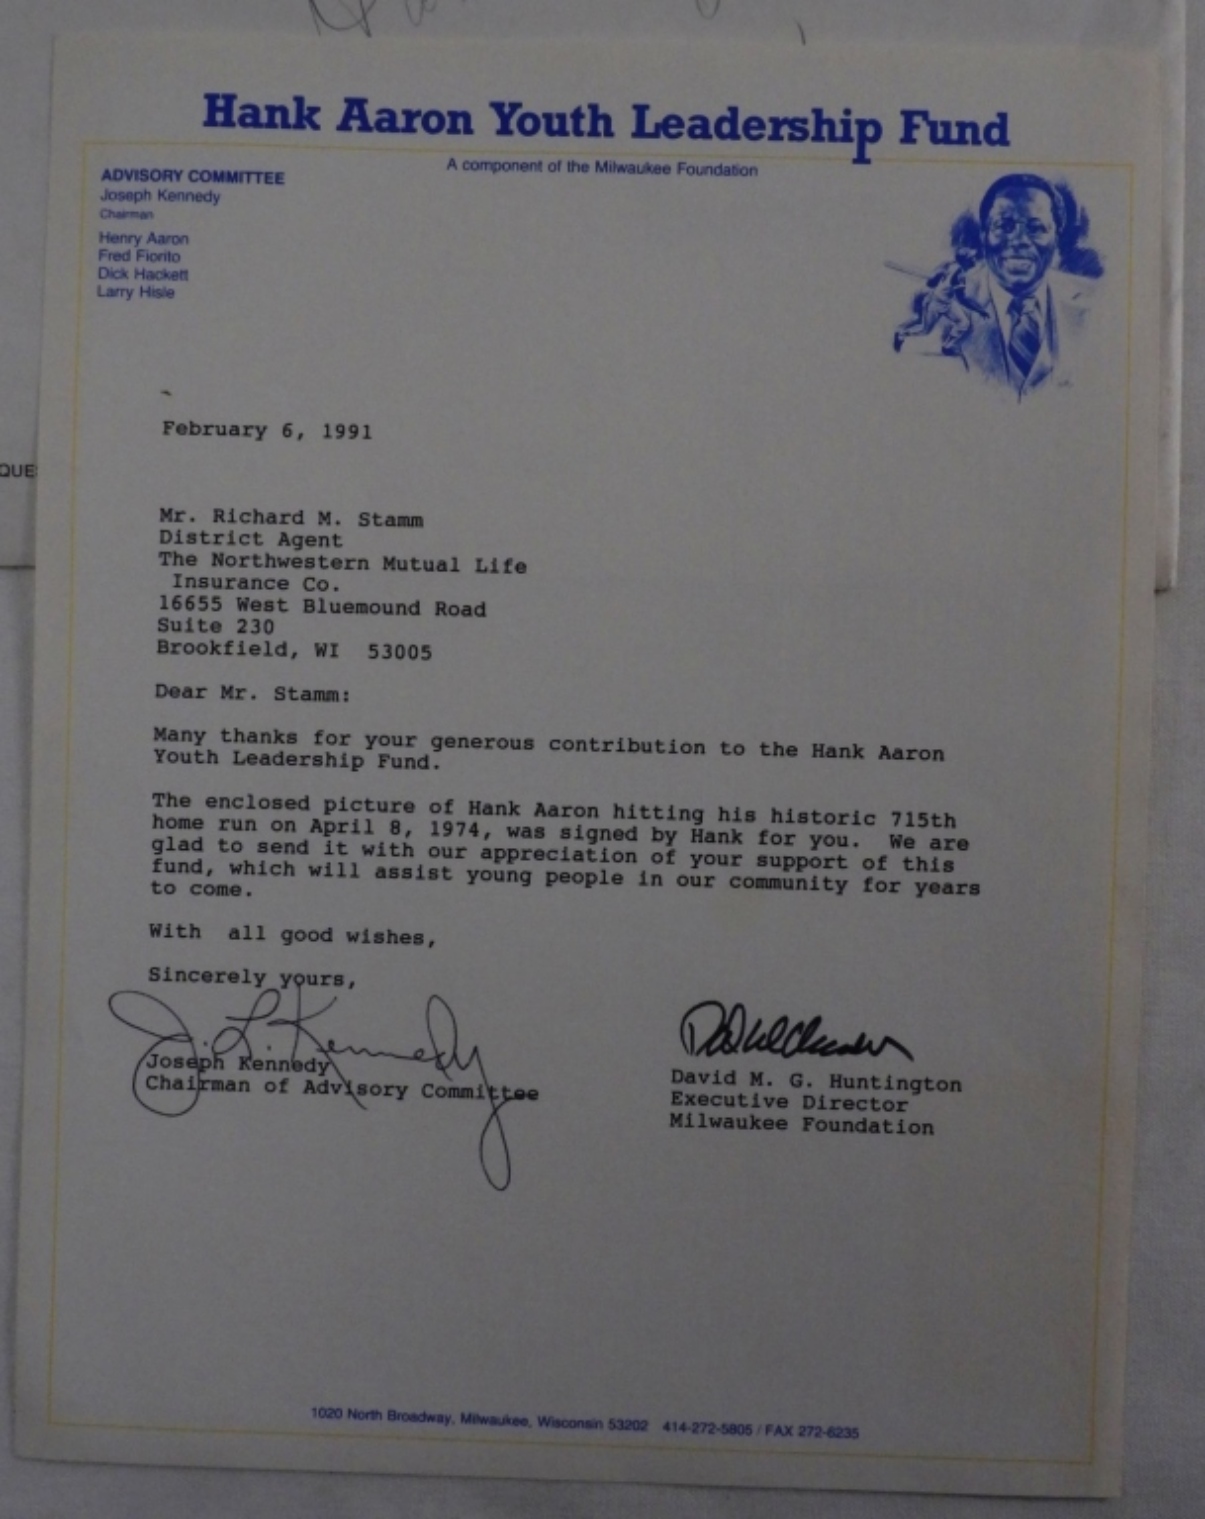 Hank Aaron Youth Leadership Fund
A component of the Milwaukee Foundation
ADVISORY COMMITTEE
Joseph Kennedy
Chairman
Henry Aaron
Fred Fiorito
Dick Hackett
Larry Hisle
February 6, 1991
QUE
Mr. Richard M. Stamm
District Agent
The Northwestern Mutual Life
Insurance Co.
16655 West Bluemound Road
Suite 230
Brookfield, WI 53005
Dear Mr. Stamm:
Many thanks for your generous contribution to the Hank Aaron
Youth Leadership Fund.
The enclosed picture of Hank Aaron hitting his historic 715th
home run on April 8, 1974, was signed by Hank for you. We are
glad to send it with our appreciation of your support of this
fund, which will assist young people in our community for years
to come.
With all good wishes,
Sincerely yours,
J. L. Kennedy
Joseph Kennedy
Chairman of Advisory Committee
David M. G. Huntington
Executive Director
Milwaukee Foundation
1020 North Broadway, Milwaukee, Wisconsin 53202 414-272-5805 / FAX 272-6235